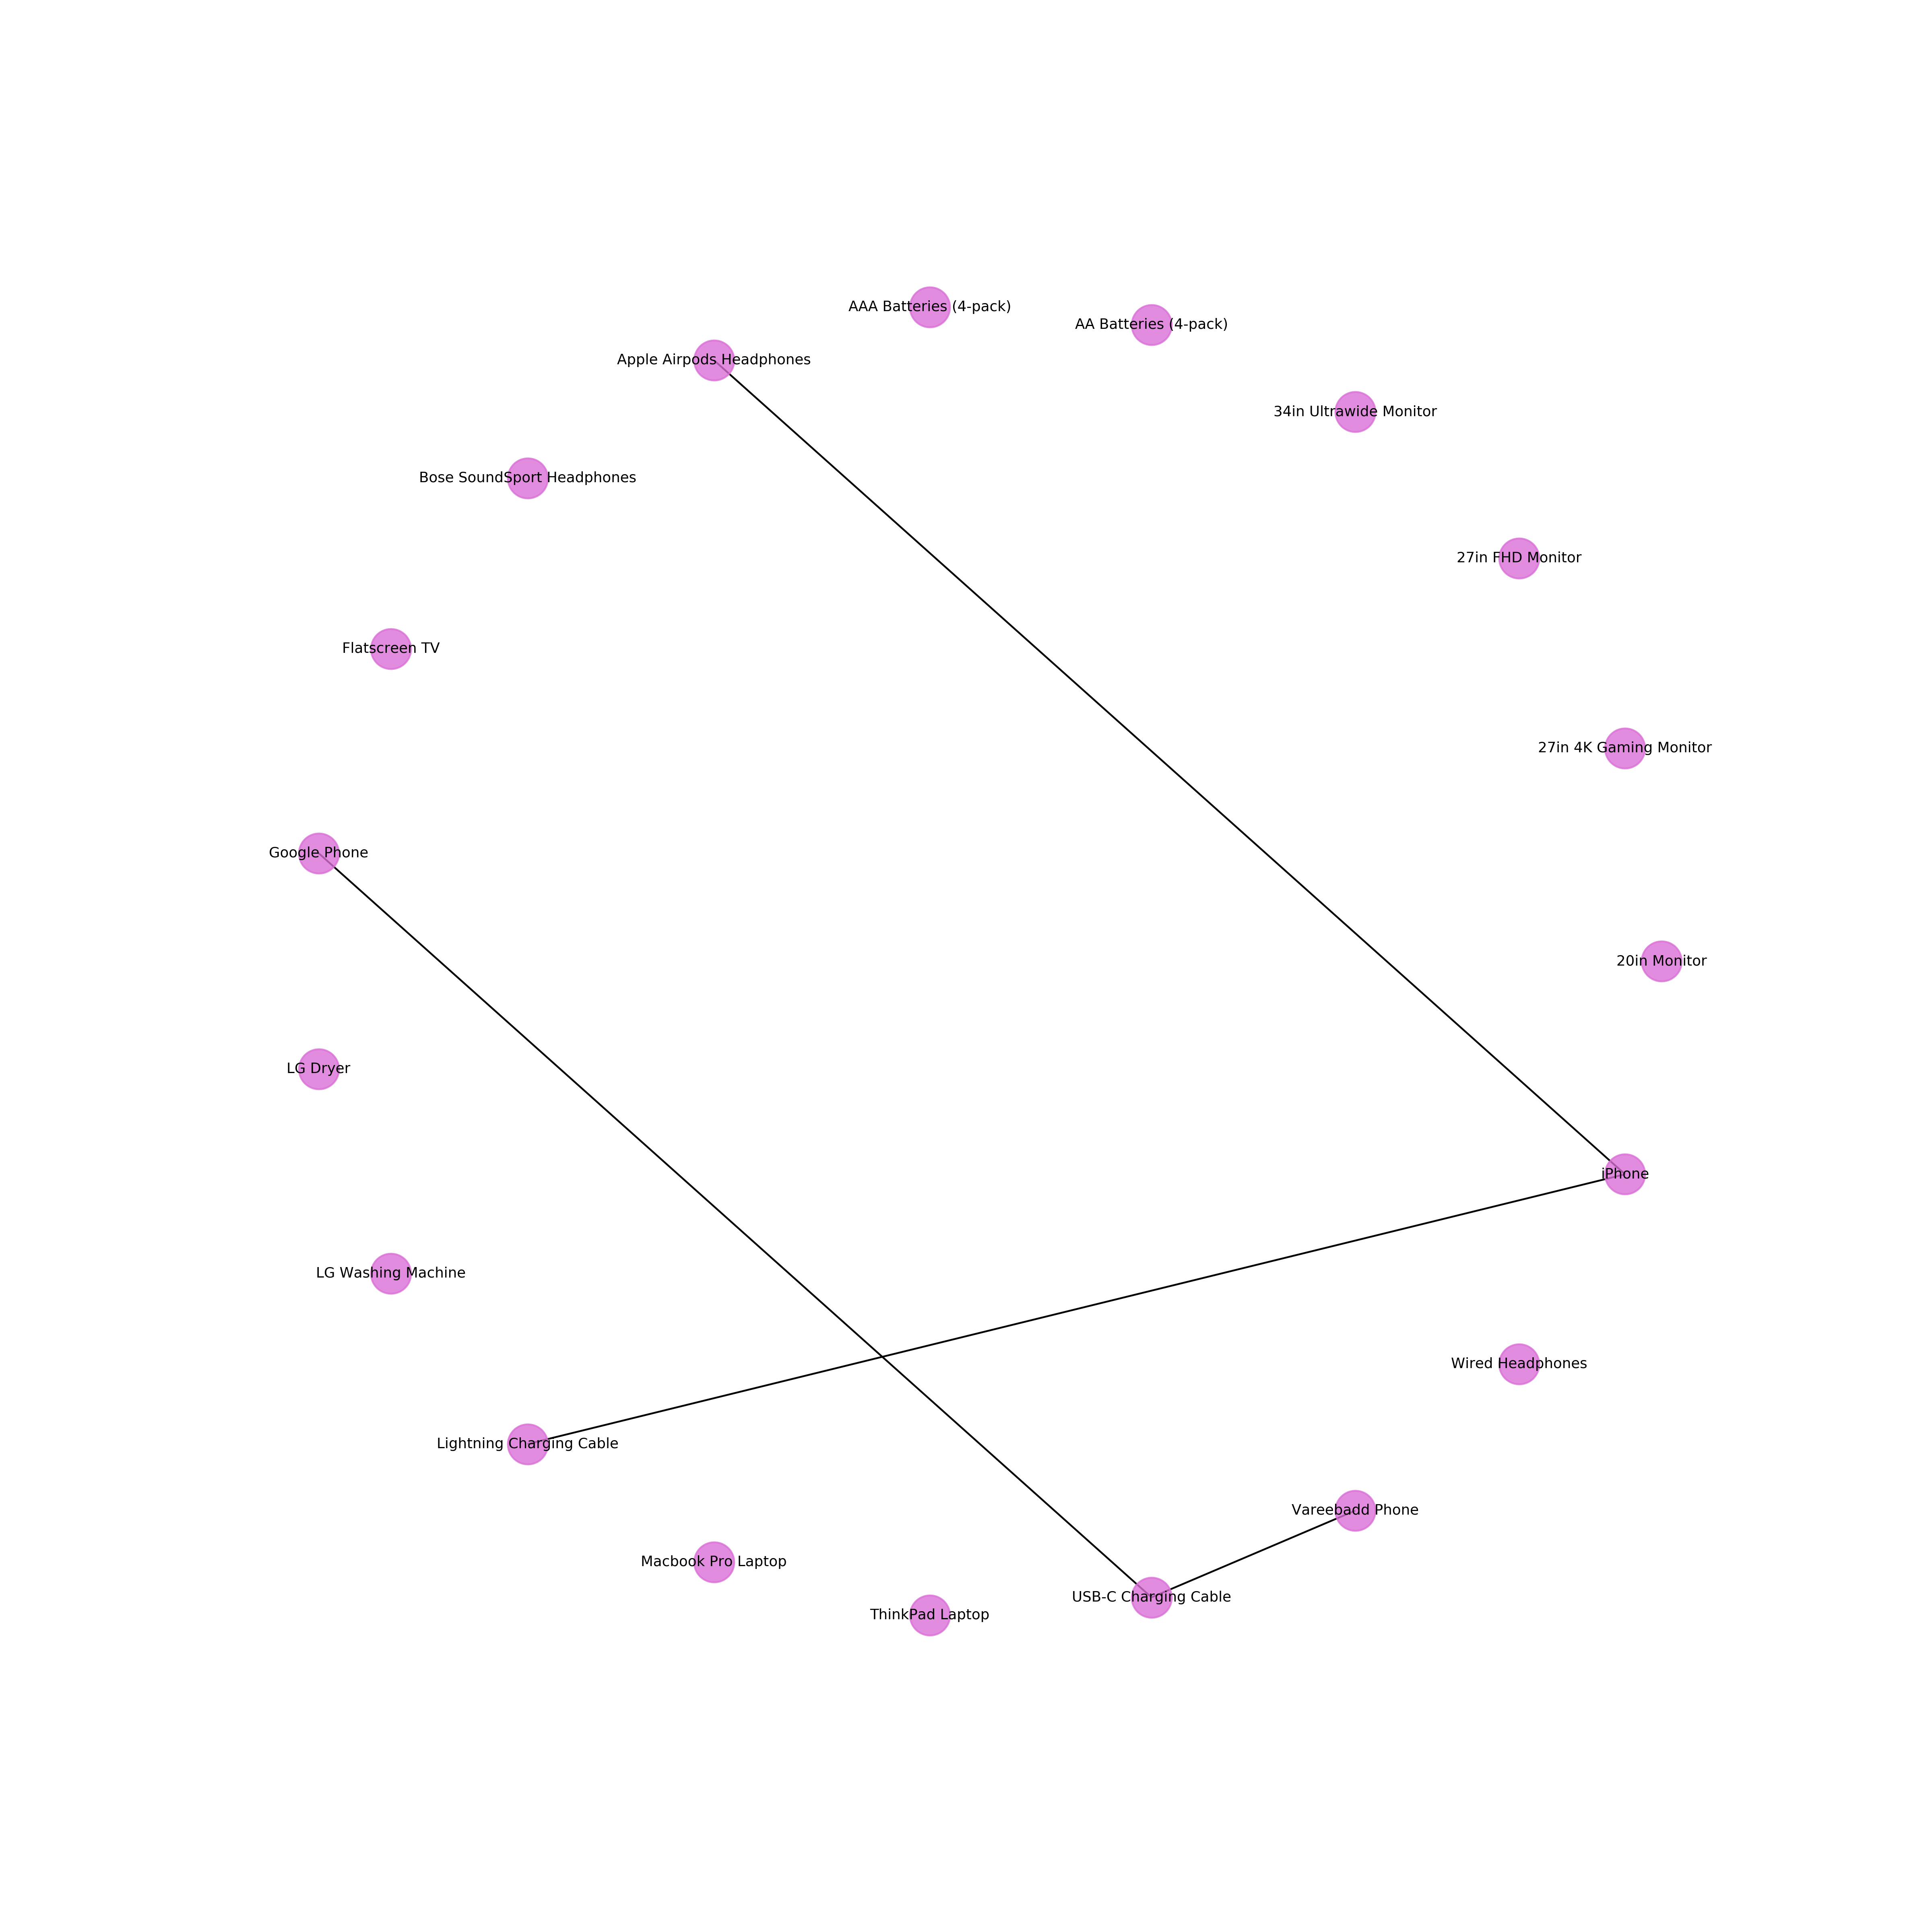 AAA Batteries (4-pack)
AA Batteries (4-pack)
Apple Airpods Headphones
34in Ultrawide Monitor
Bose SoundSport Headphones
27in FHD Monitor
Flatscreen TV
27in 4K Gaming Monitor
Google Phone
20in Monitor
LG Dryer
iPhone
LG Washing Machine
Wired Headphones
Lightning Charging Cable
Vareebadd Phone
Macbook Pro Laptop
USB-C Charging Cable
ThinkPad Laptop